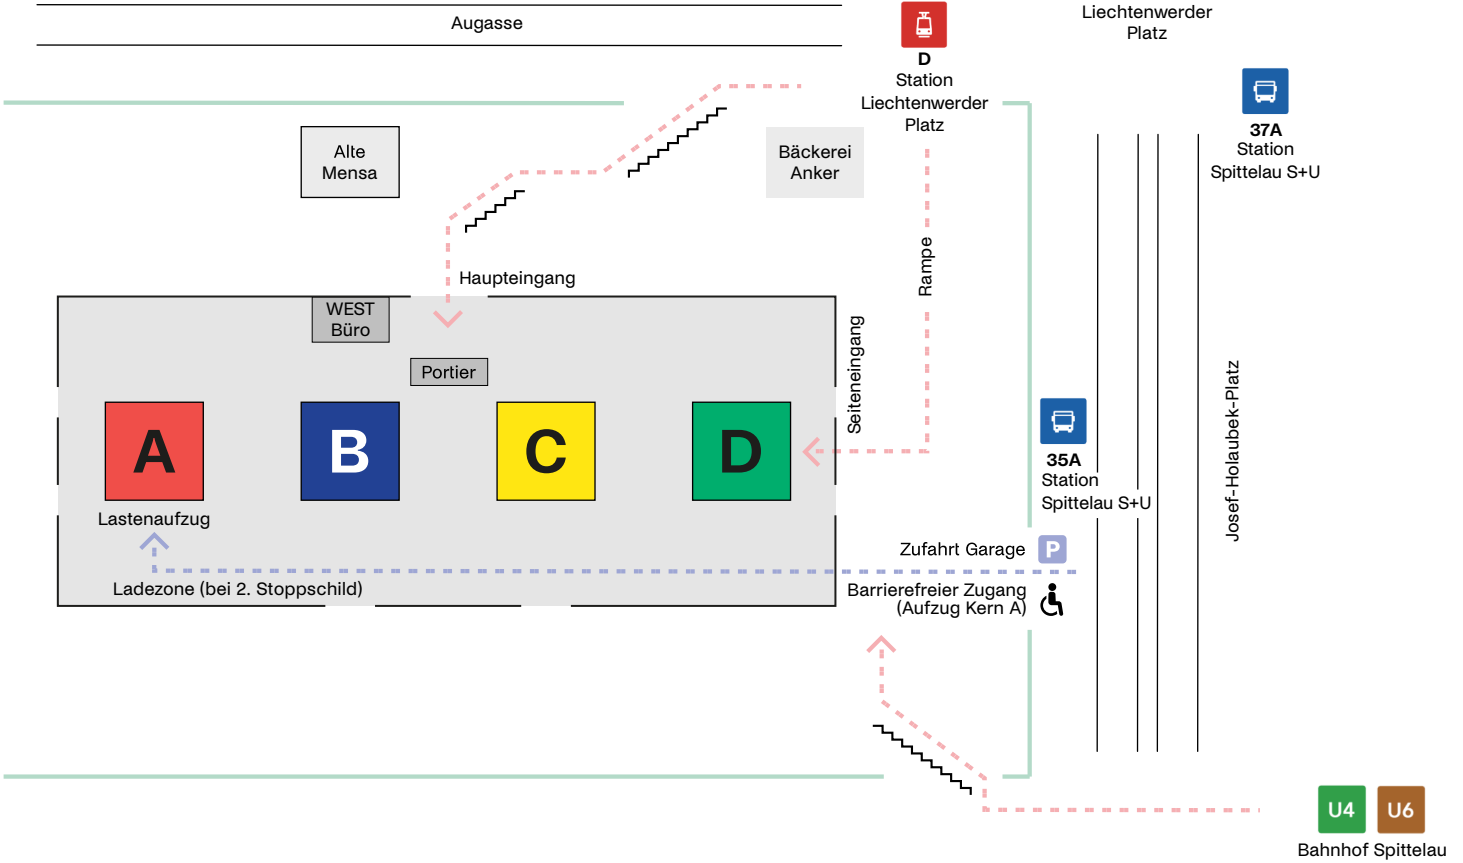 Augasse
D
Station
Liechtenwerder
Platz
Liechtenwerder
Platz
37A
Station
Spittelau S+U
Alte
Mensa
Bäckerei
Anker
Rampe
Haupteingang
WEST
Büro
Portier
Seiteneingang
A
B
C
D
Lastenaufzug
Ladezone (bei 2. Stoppschild)
35A
Station
Spittelau S+U
Josef-Holaubek-Platz
Zufahrt Garage
P
Barrierefreier Zugang
(Aufzug Kern A)
U4
U6
Bahnhof Spittelau